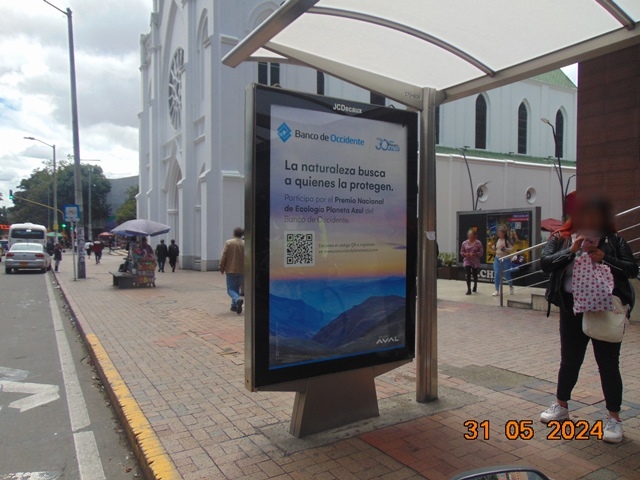 JCDecaux
Banco de Occidente
La naturaleza busca
a quienes la protegen.
Participa por el Premio Nacional
de Ecología Planeta Azul del
Banco de Occidente.
AVAL
31 05 2024